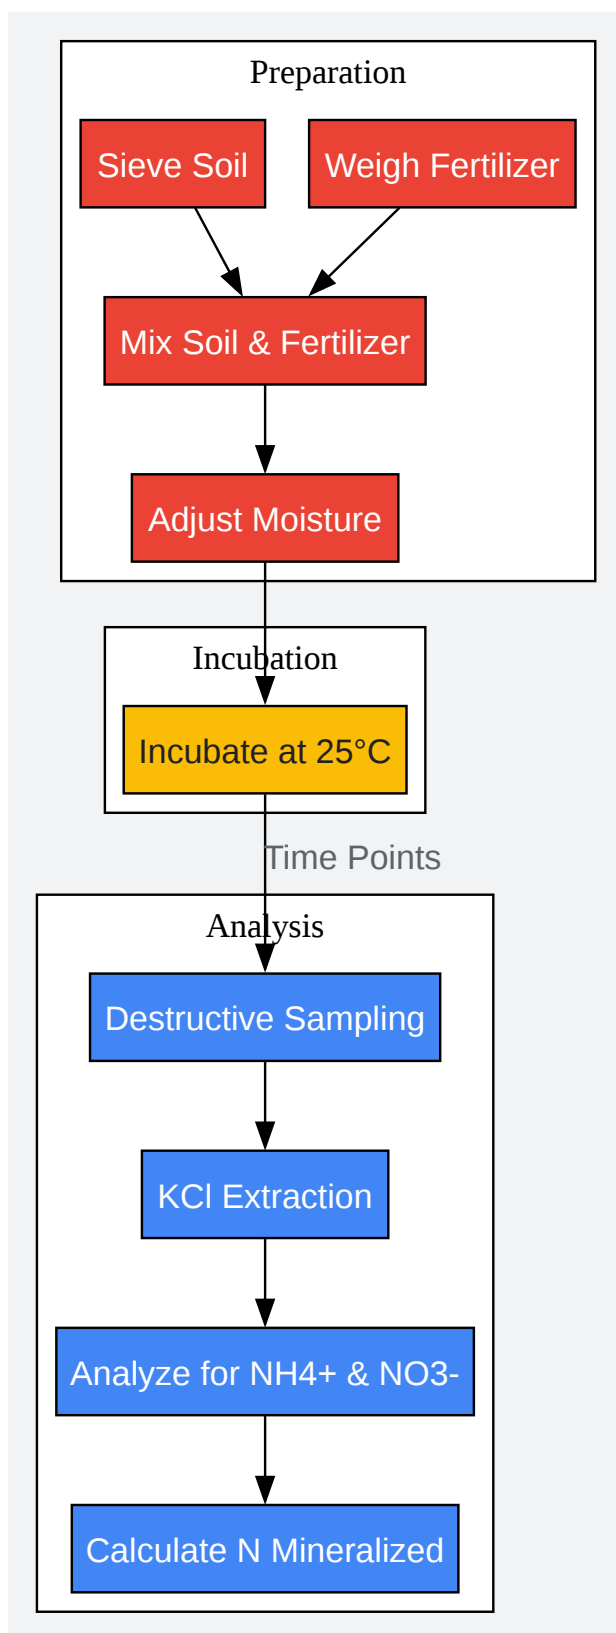 Preparation
Sieve Soil
Weigh Fertilizer
Mix Soil & Fertilizer
Adjust Moisture
Incubation
Incubate at 25°C
Time Points
Analysis
Destructive Sampling
KCl Extraction
Analyze for NH4+ & NO3-
Calculate N Mineralized